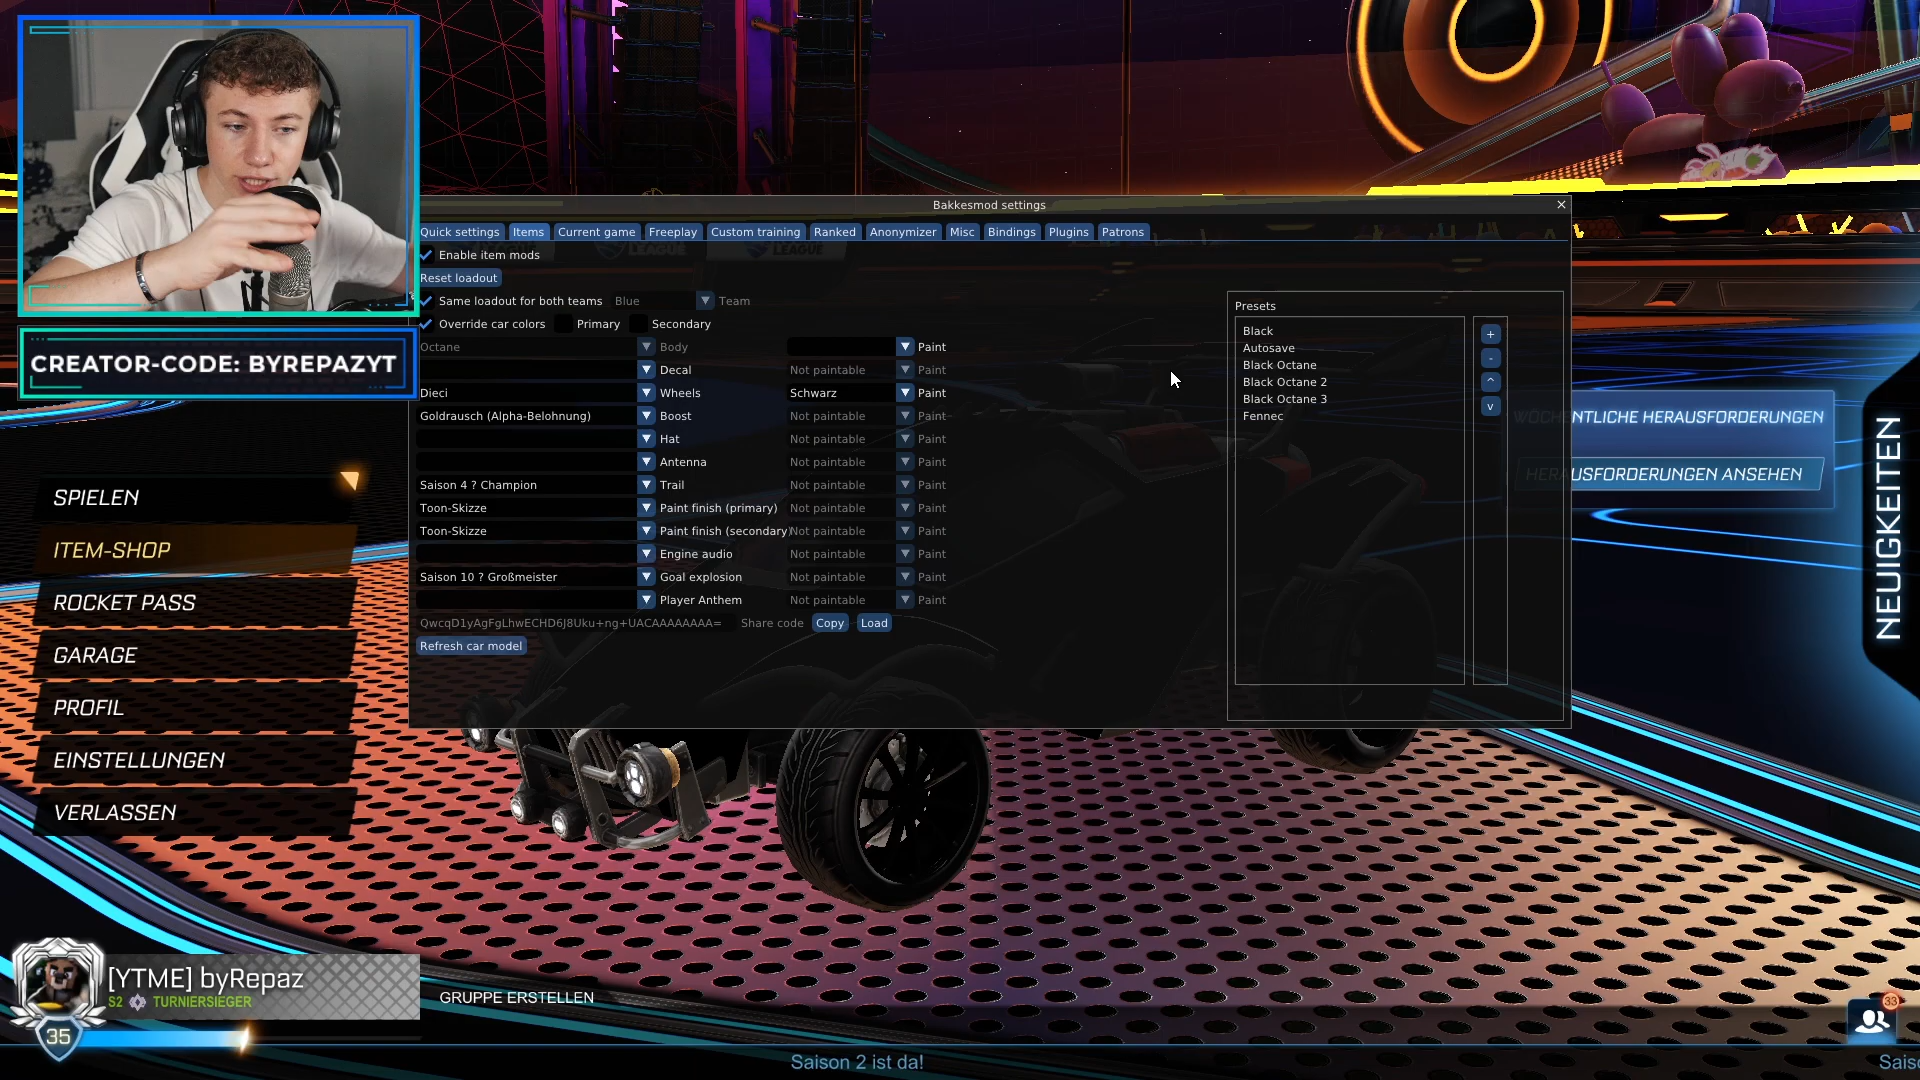 CREATOR-CODE: BYREPAZYT
SPIELEN
ITEM-SHOP
ROCKET PASS
GARAGE
PROFIL
EINSTELLUNGEN
VERLASSEN
Bakkesmod settings
Quick settings Items Current game Freeplay Custom training Ranked Anonymizer Misc Bindings Plugins Patrons
Enable item mods
Reset loadout
Same loadout for both teams Blue Team
Override car colors Primary Secondary
Octane Body Paint
Decal Not paintable Paint
Dieci Wheels Schwarz Paint
Goldrausch (Alpha-Belohnung) Boost Not paintable Paint
Hat Not paintable Paint
Antenna Not paintable Paint
Saison 4 ? Champion Trail Not paintable Paint
Toon-Skizze Paint finish (primary) Not paintable Paint
Toon-Skizze Paint finish (secondary) Not paintable Paint
Engine audio Not paintable Paint
Saison 10 ? Großmeister Goal explosion Not paintable Paint
Player Anthem Not paintable Paint
QwcqD1yAgFgLhwECHD6J8Uku+ng+UACAAAAAAAA= Share code Copy Load
Refresh car model
Presets
Black
Autosave
Black Octane
Black Octane 2
Black Octane 3
Fennec
+
-
^
v
WÖCHENTLICHE HERAUSFORDERUNGEN
HERAUSFORDERUNGEN ANSEHEN
NEUIGKEITEN
[YTME] byRepaz
S2 TURNIERSIEGER
35
GRUPPE ERSTELLEN
33
Saison 2 ist da!
Saiso